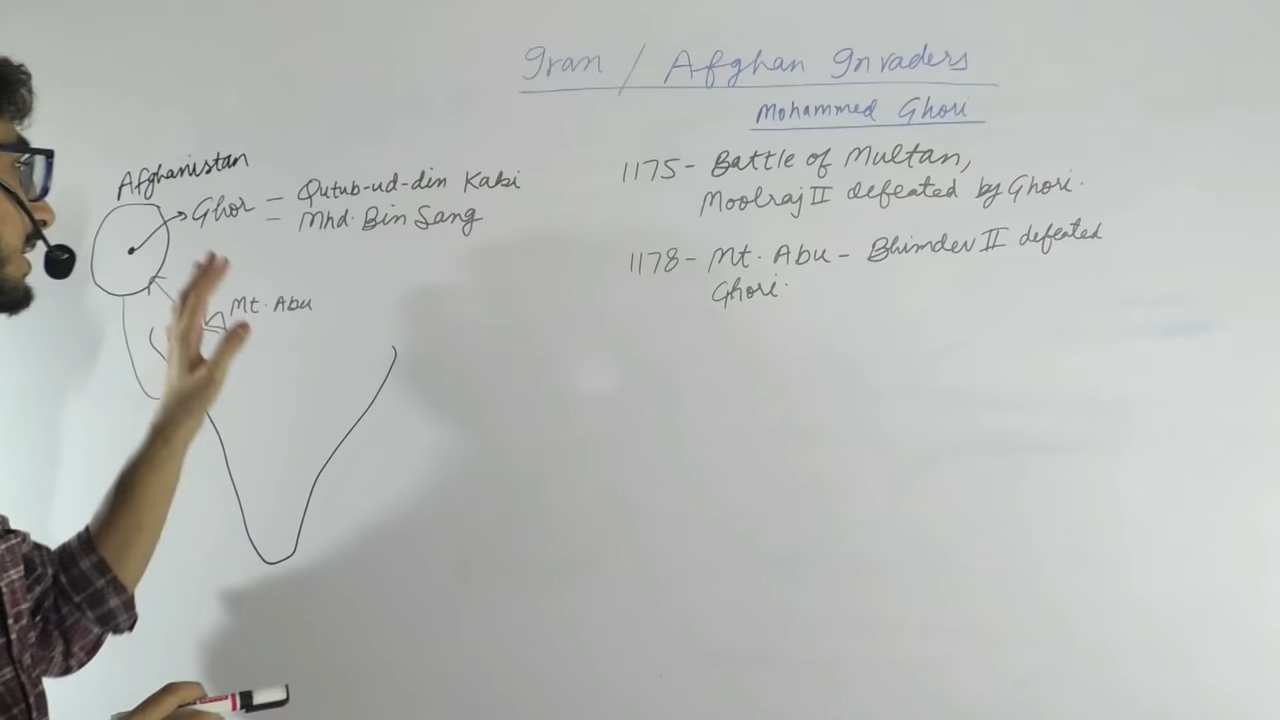 Iran / Afghan Invaders
Mohammed Ghori
Afghanistan
Ghor - Qutub-ud-din Kaki
- Mhd. Bin Sang
Mt. Abu
1175 - Battle of Multan,
Moolraj II defeated by Ghori.
1178 - Mt. Abu - Bhimdev II defeated
Ghori.